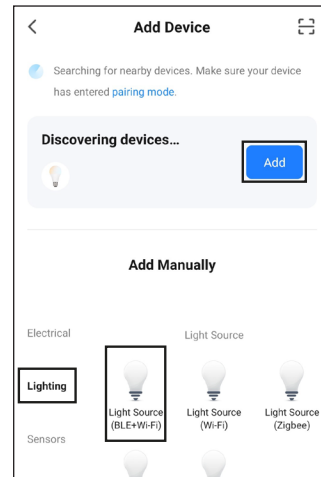 Add Device
Searching for nearby devices. Make sure your device
has entered pairing mode.
Discovering devices...
Add
Add Manually
Electrical
Light Source
Lighting
Light Source
(BLE+Wi-Fi)
Light Source
(Wi-Fi)
Light Source
(Zigbee)
Sensors